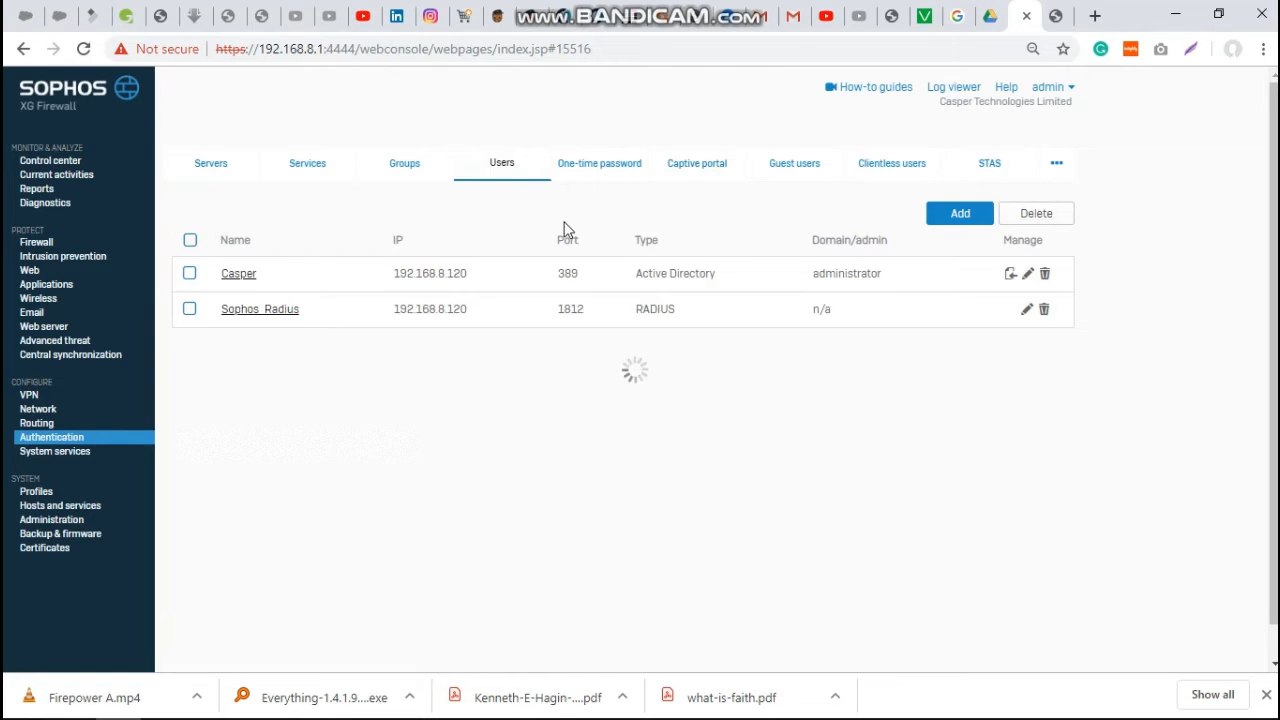 www.BANDICAM.com
Not secure
https://192.168.8.1:4444/webconsole/webpages/index.jsp#15516
SOPHOS
XG Firewall
How-to guides
Log viewer
Help
admin
Casper Technologies Limited
MONITOR & ANALYZE
Control center
Current activities
Reports
Diagnostics
PROTECT
Firewall
Intrusion prevention
Web
Applications
Wireless
Email
Web server
Advanced threat
Central synchronization
CONFIGURE
VPN
Network
Routing
Authentication
System services
SYSTEM
Profiles
Hosts and services
Administration
Backup & firmware
Certificates
Servers
Services
Groups
Users
One-time password
Captive portal
Guest users
Clientless users
STAS
Add
Delete
Name IP Port Type Domain/admin Manage
Casper 192.168.8.120 389 Active Directory administrator
Sophos_Radius 192.168.8.120 1812 RADIUS n/a
Firepower A.mp4
Everything-1.4.1.9....exe
Kenneth-E-Hagin-....pdf
what-is-faith.pdf
Show all